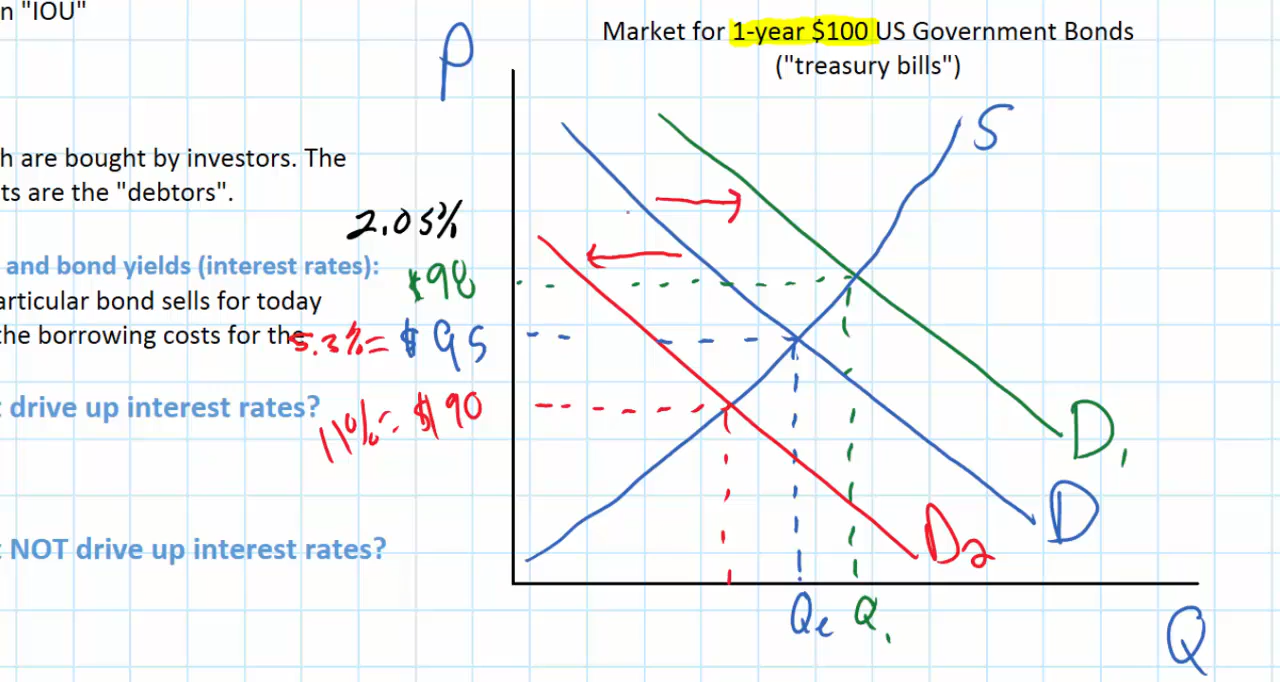 n "IOU"
Market for 1-year $100 US Government Bonds
("treasury bills")
P
S
h are bought by investors. The
ts are the "debtors".
2.05%
and bond yields (interest rates):
$98
articular bond sells for today
the borrowing costs for the
5.3%= $95
drive up interest rates?
11%= $90
D1
D
NOT drive up interest rates?
D2
Qe Q1
Q